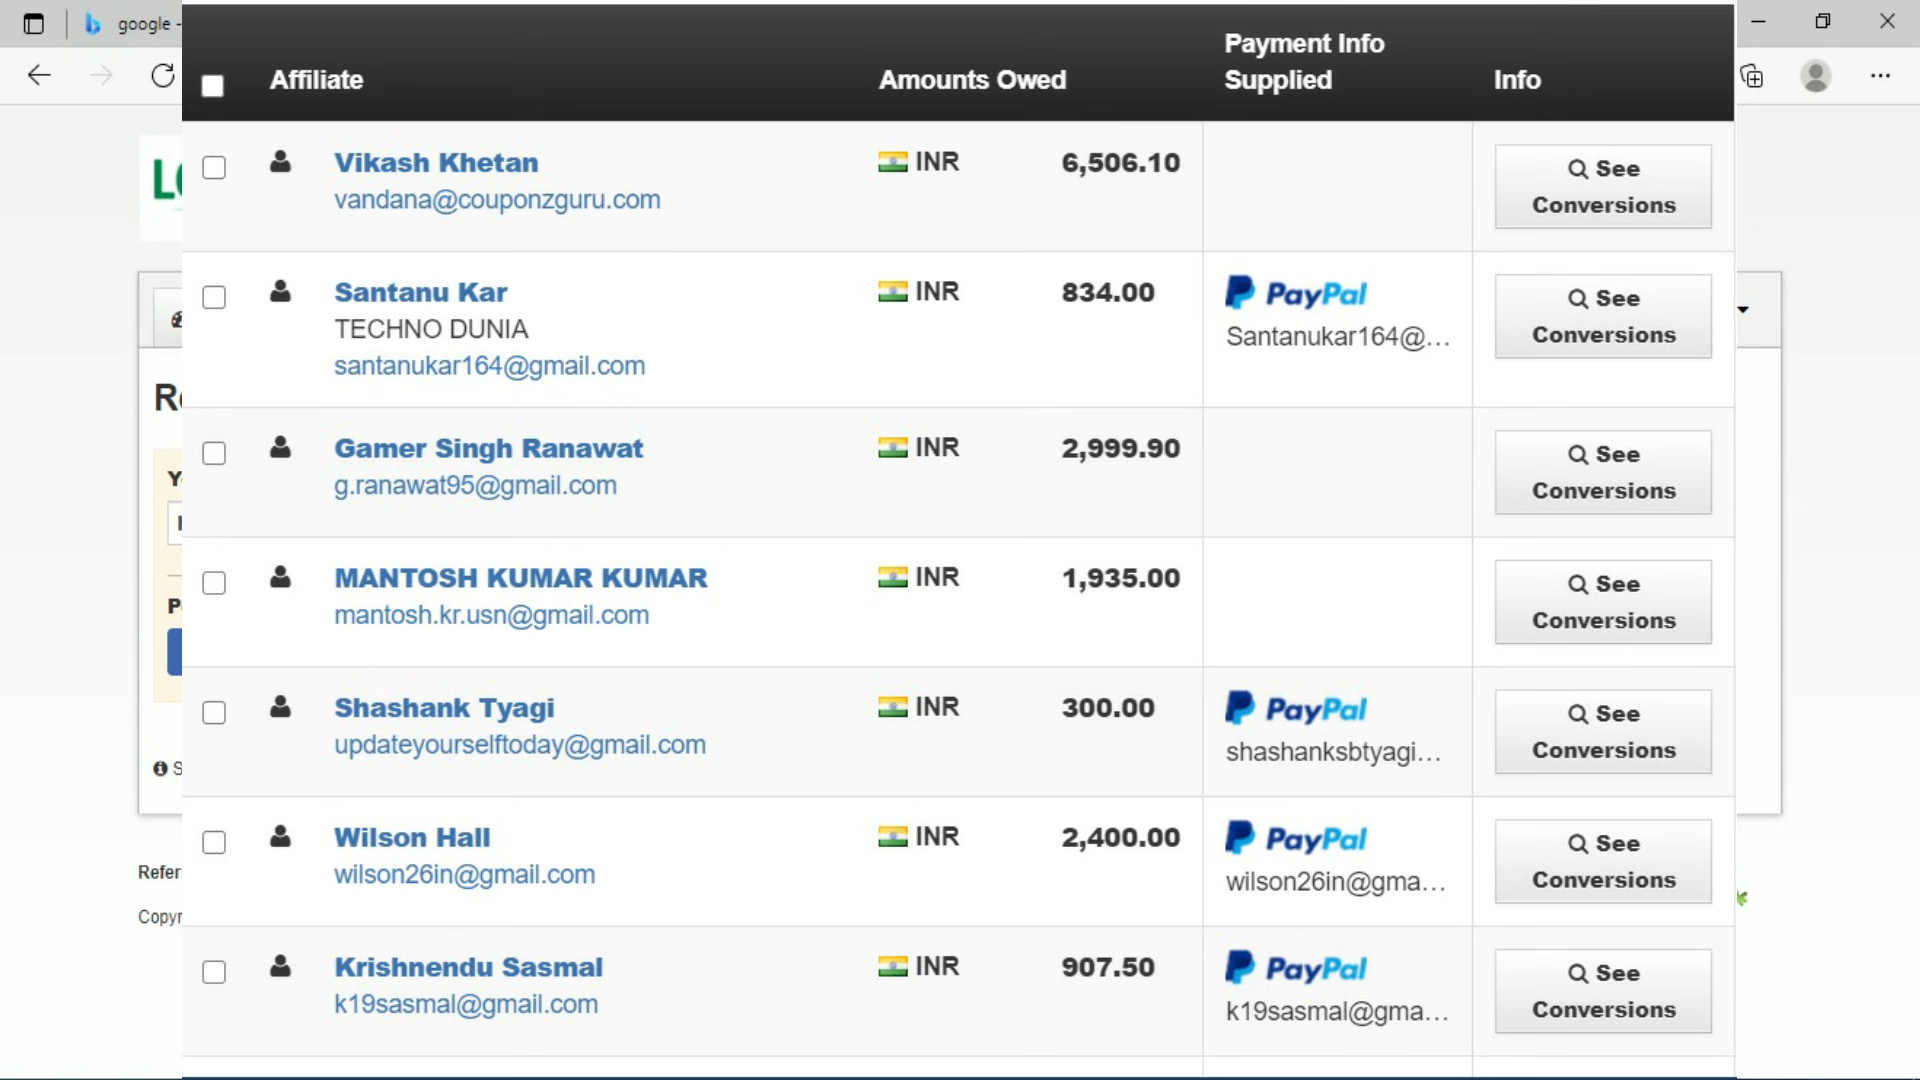 google -
Payment Info
Affiliate Amounts Owed Supplied Info
Vikash Khetan INR 6,506.10 See
vandana@couponzguru.com Conversions
Santanu Kar INR 834.00 PayPal See
TECHNO DUNIA Santanukar164@... Conversions
santanukar164@gmail.com
Gamer Singh Ranawat INR 2,999.90 See
g.ranawat95@gmail.com Conversions
MANTOSH KUMAR KUMAR INR 1,935.00 See
mantosh.kr.usn@gmail.com Conversions
Shashank Tyagi INR 300.00 PayPal See
updateyourselftoday@gmail.com shashanksbtyagi... Conversions
Wilson Hall INR 2,400.00 PayPal See
wilson26in@gmail.com wilson26in@gma... Conversions
Krishnendu Sasmal INR 907.50 PayPal See
k19sasmal@gmail.com k19sasmal@gma... Conversions
Refer
Copyr